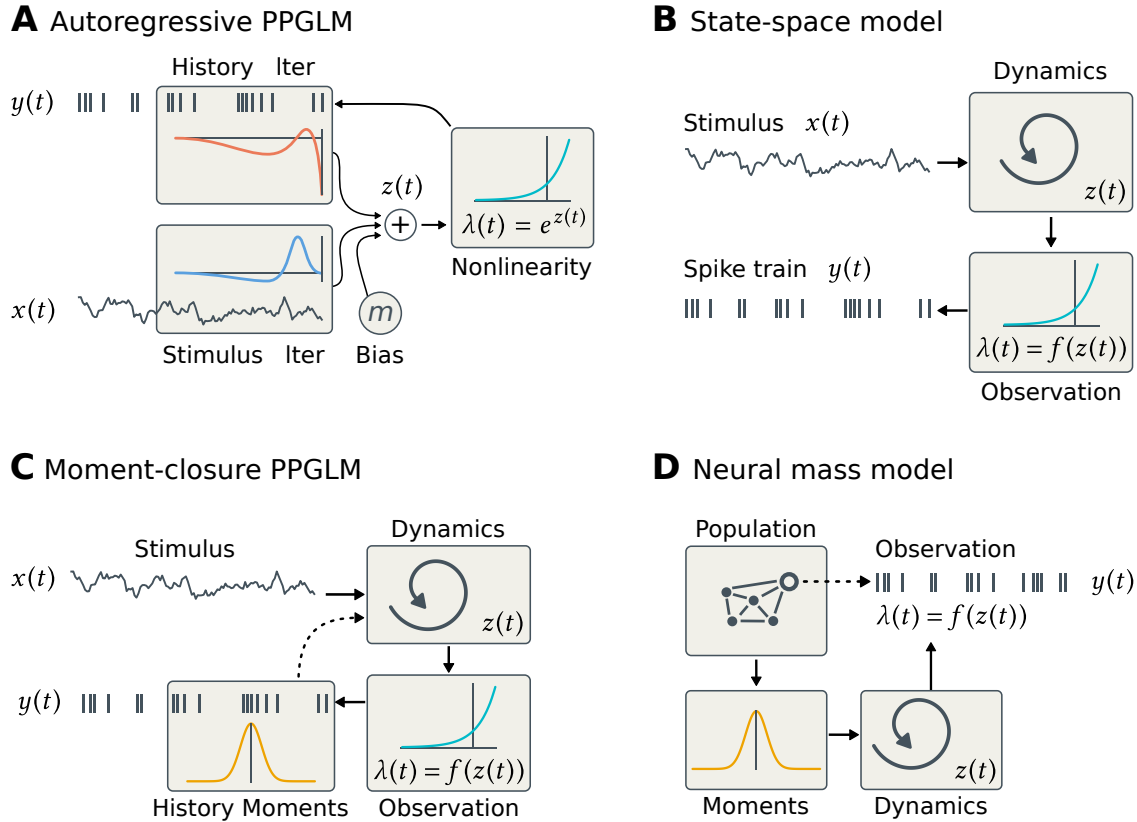 A Autoregressive PPGLM
History lter
y(t)
z(t)
+
λ(t) = e^z(t)
Nonlinearity
x(t)
m
Stimulus lter
Bias
B State-space model
Dynamics
Stimulus x(t)
z(t)
Spike train y(t)
λ(t) = f(z(t))
Observation
C Moment-closure PPGLM
Dynamics
Stimulus
x(t)
z(t)
y(t)
λ(t) = f(z(t))
History Moments
Observation
D Neural mass model
Population
Observation
y(t)
λ(t) = f(z(t))
z(t)
Moments
Dynamics